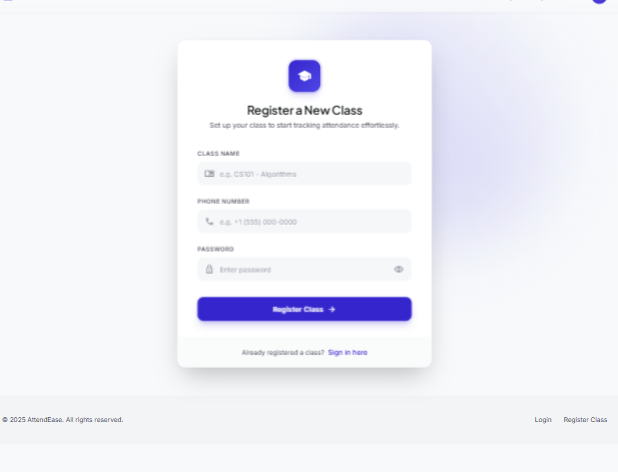 Register a New Class
Set up your class to start tracking attendance effortlessly.
CLASS NAME
e.g. CS101 - Algorithms
PHONE NUMBER
e.g. +1 (555) 000-0000
PASSWORD
Enter password
Register Class →
Already registered a class? Sign in here
© 2025 AttendEase. All rights reserved.
Login Register Class